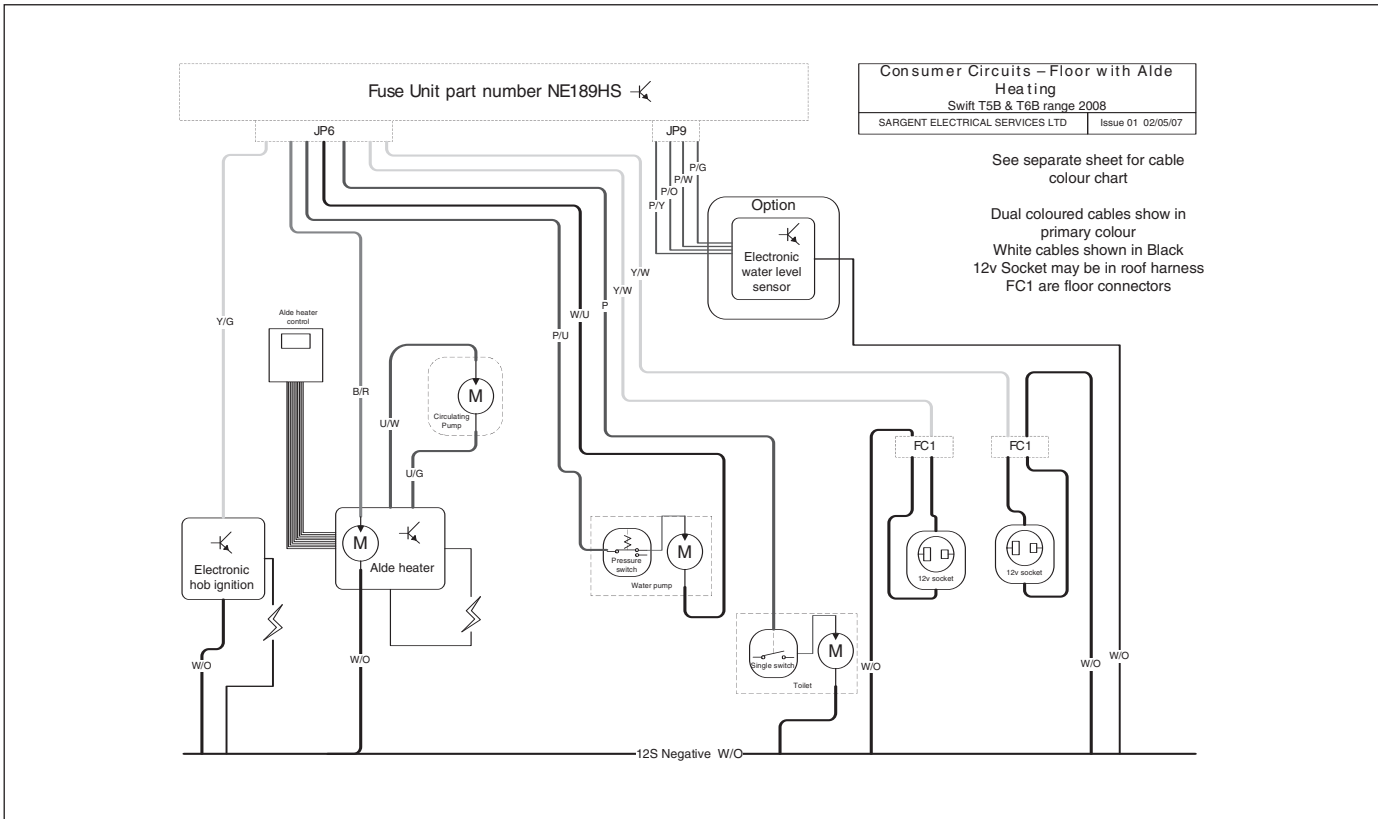 Fuse Unit part number NE189HS
Consumer Circuits – Floor with Alde
Heating
Swift T5B & T6B range 2008
SARGENT ELECTRICAL SERVICES LTD
Issue 01 02/05/07
JP6
JP9
See separate sheet for cable
colour chart
Dual coloured cables show in
primary colour
White cables shown in Black
12v Socket may be in roof harness
FC1 are floor connectors
P/G
P/W
P/O
P/Y
Option
Electronic
water level
sensor
Y/W
Y/W
P
W/U
P/U
Y/G
Alde heater
control
B/R
U/W
M
Circulating
Pump
U/G
FC1
FC1
Electronic
hob ignition
M
Alde heater
Pressure
switch
M
Water pump
12v socket
12v socket
Single switch
M
Toilet
W/O
W/O
W/O
W/O
W/O
12S Negative W/O